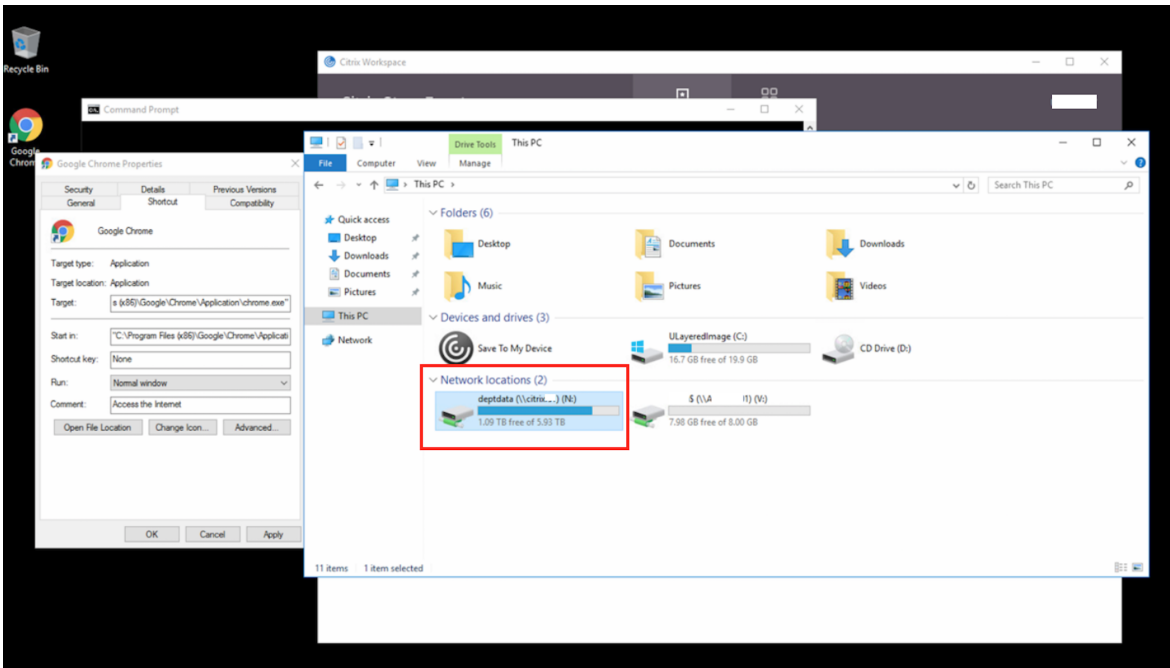 Recycle Bin
Google
Chrom
Citrix Workspace
Command Prompt
Google Chrome Properties
Security
Details
Previous Versions
General
Shortcut
Compatibility
Google Chrome
Target type:
Application
Target location:
Application
Target:
s (x86)\Google\Chrome\Application\chrome.exe"
Start in:
"C:\Program Files (x86)\Google\Chrome\Applicati
Shortcut key:
None
Run:
Normal window
Comment:
Access the Internet
Open File Location
Change Icon...
Advanced...
OK
Cancel
Apply
Drive Tools
This PC
File
Computer
View
Manage
This PC
Search This PC
Quick access
Desktop
Downloads
Documents
Pictures
This PC
Network
Folders (6)
Desktop
Documents
Downloads
Music
Pictures
Videos
Devices and drives (3)
Save To My Device
ULayeredImage (C:)
16.7 GB free of 19.9 GB
CD Drive (D:)
Network locations (2)
deptdata (\\citrix....) (N:)
1.09 TB free of 5.93 TB
$ (\\A
(V:)
7.98 GB free of 8.00 GB
11 items
1 item selected